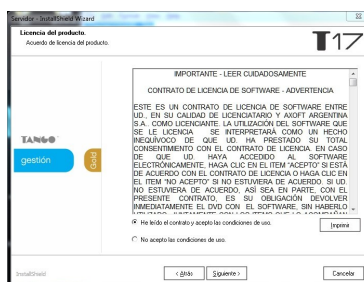 Servidor - InstallShield Wizard
Licencia del producto.
Acuerdo de licencia del producto.
T17
IMPORTANTE - LEER CUIDADOSAMENTE
CONTRATO DE LICENCIA DE SOFTWARE - ADVERTENCIA
ESTE ES UN CONTRATO DE LICENCIA DE SOFTWARE ENTRE
UD., EN SU CALIDAD DE LICENCIATARIO Y AXOFT ARGENTINA
S.A., COMO LICENCIANTE. LA UTILIZACIÓN DEL SOFTWARE QUE
SE LE LICENCIA SE INTERPRETARÁ COMO UN HECHO
INEQUÍVOCO DE QUE UD. HA PRESTADO SU TOTAL
CONSENTIMIENTO CON EL CONTRATO DE LICENCIA. EN CASO
DE QUE UD. HAYA ACCEDIDO AL SOFTWARE
ELECTRÓNICAMENTE, HAGA CLIC EN EL ITEM "ACEPTO" SI ESTÁ
DE ACUERDO CON EL CONTRATO DE LICENCIA O HAGA CLIC EN
EL ITEM "NO ACEPTO" SI NO ESTUVIERA DE ACUERDO. SI UD.
NO ESTUVIERA DE ACUERDO, ASÍ SEA EN PARTE, CON EL
PRESENTE CONTRATO, ES SU OBLIGACIÓN DEVOLVER
INMEDIATAMENTE EL DVD CON EL SOFTWARE, SIN HABERLO
TANGO
gestión
Gold
He leído el contrato y acepto las condiciones de uso.
Imprimir
No acepto las condiciones de uso.
InstallShield
< Atrás
Siguiente >
Cancelar